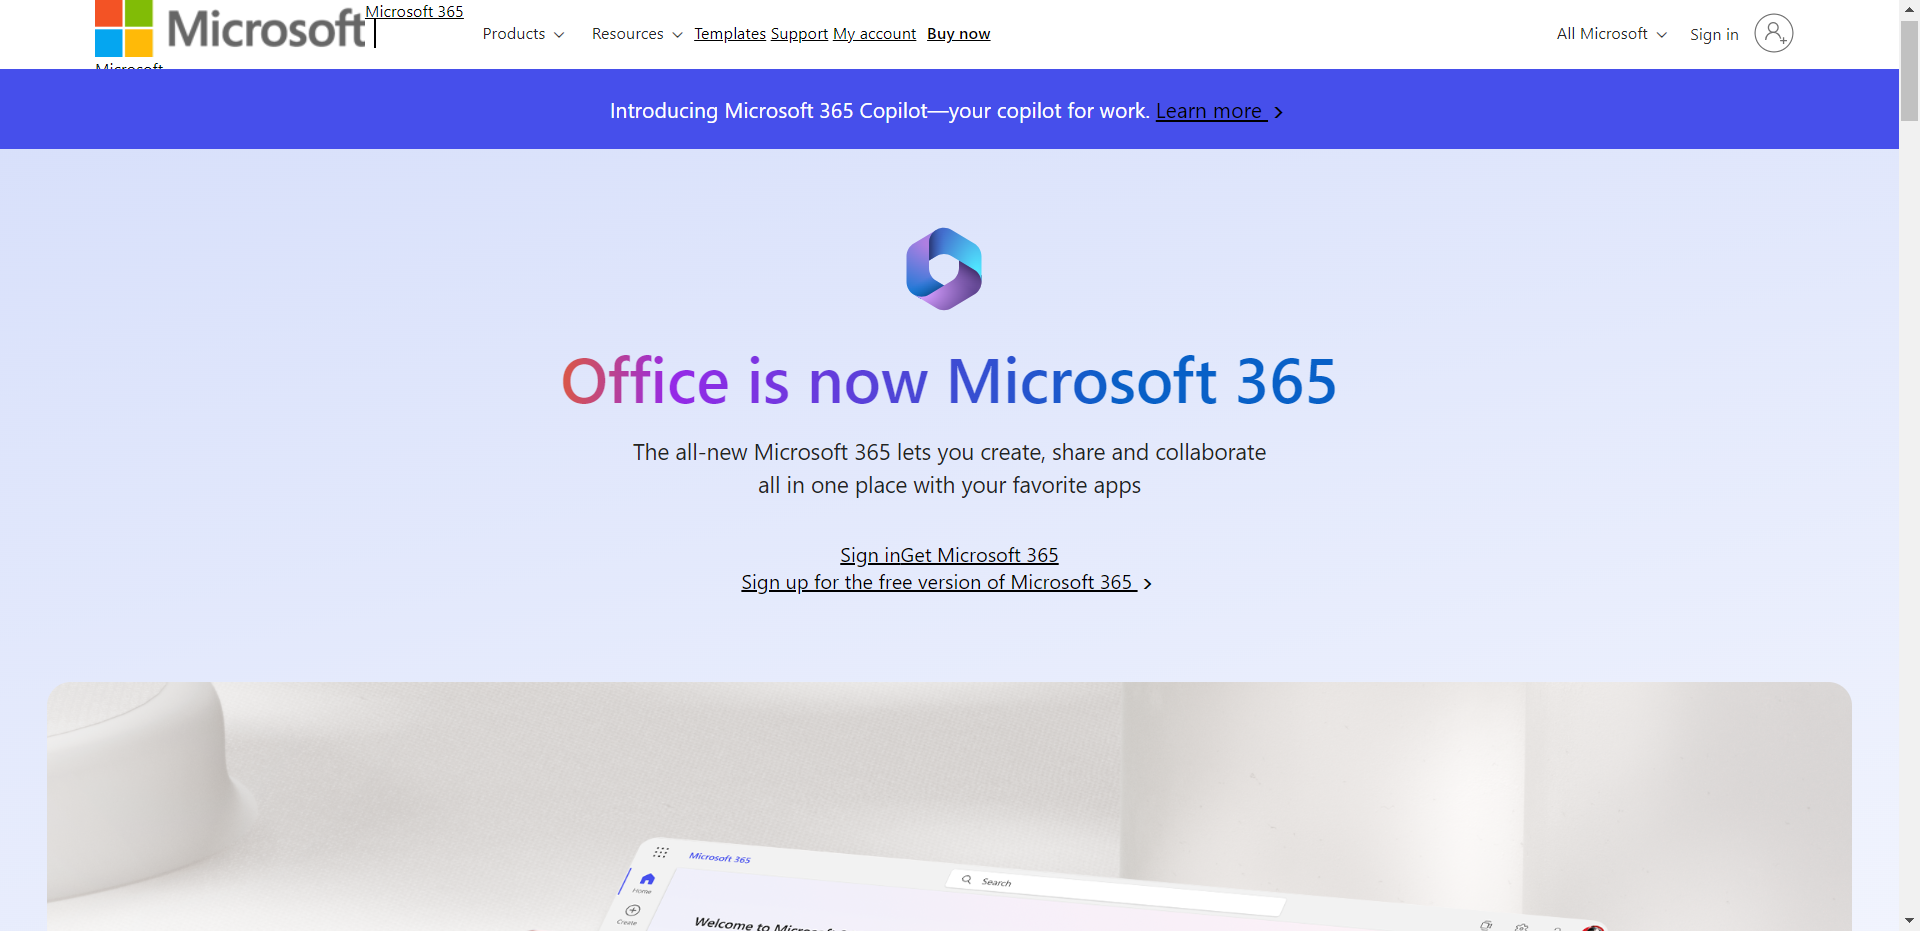 Microsoft
Microsoft 365
Products
Resources
Templates Support My account Buy now
All Microsoft
Sign in
Introducing Microsoft 365 Copilot—your copilot for work. Learn more
Office is now Microsoft 365
The all-new Microsoft 365 lets you create, share and collaborate
all in one place with your favorite apps
Sign inGet Microsoft 365
Sign up for the free version of Microsoft 365
Microsoft 365
Search
Home
Create
Welcome to